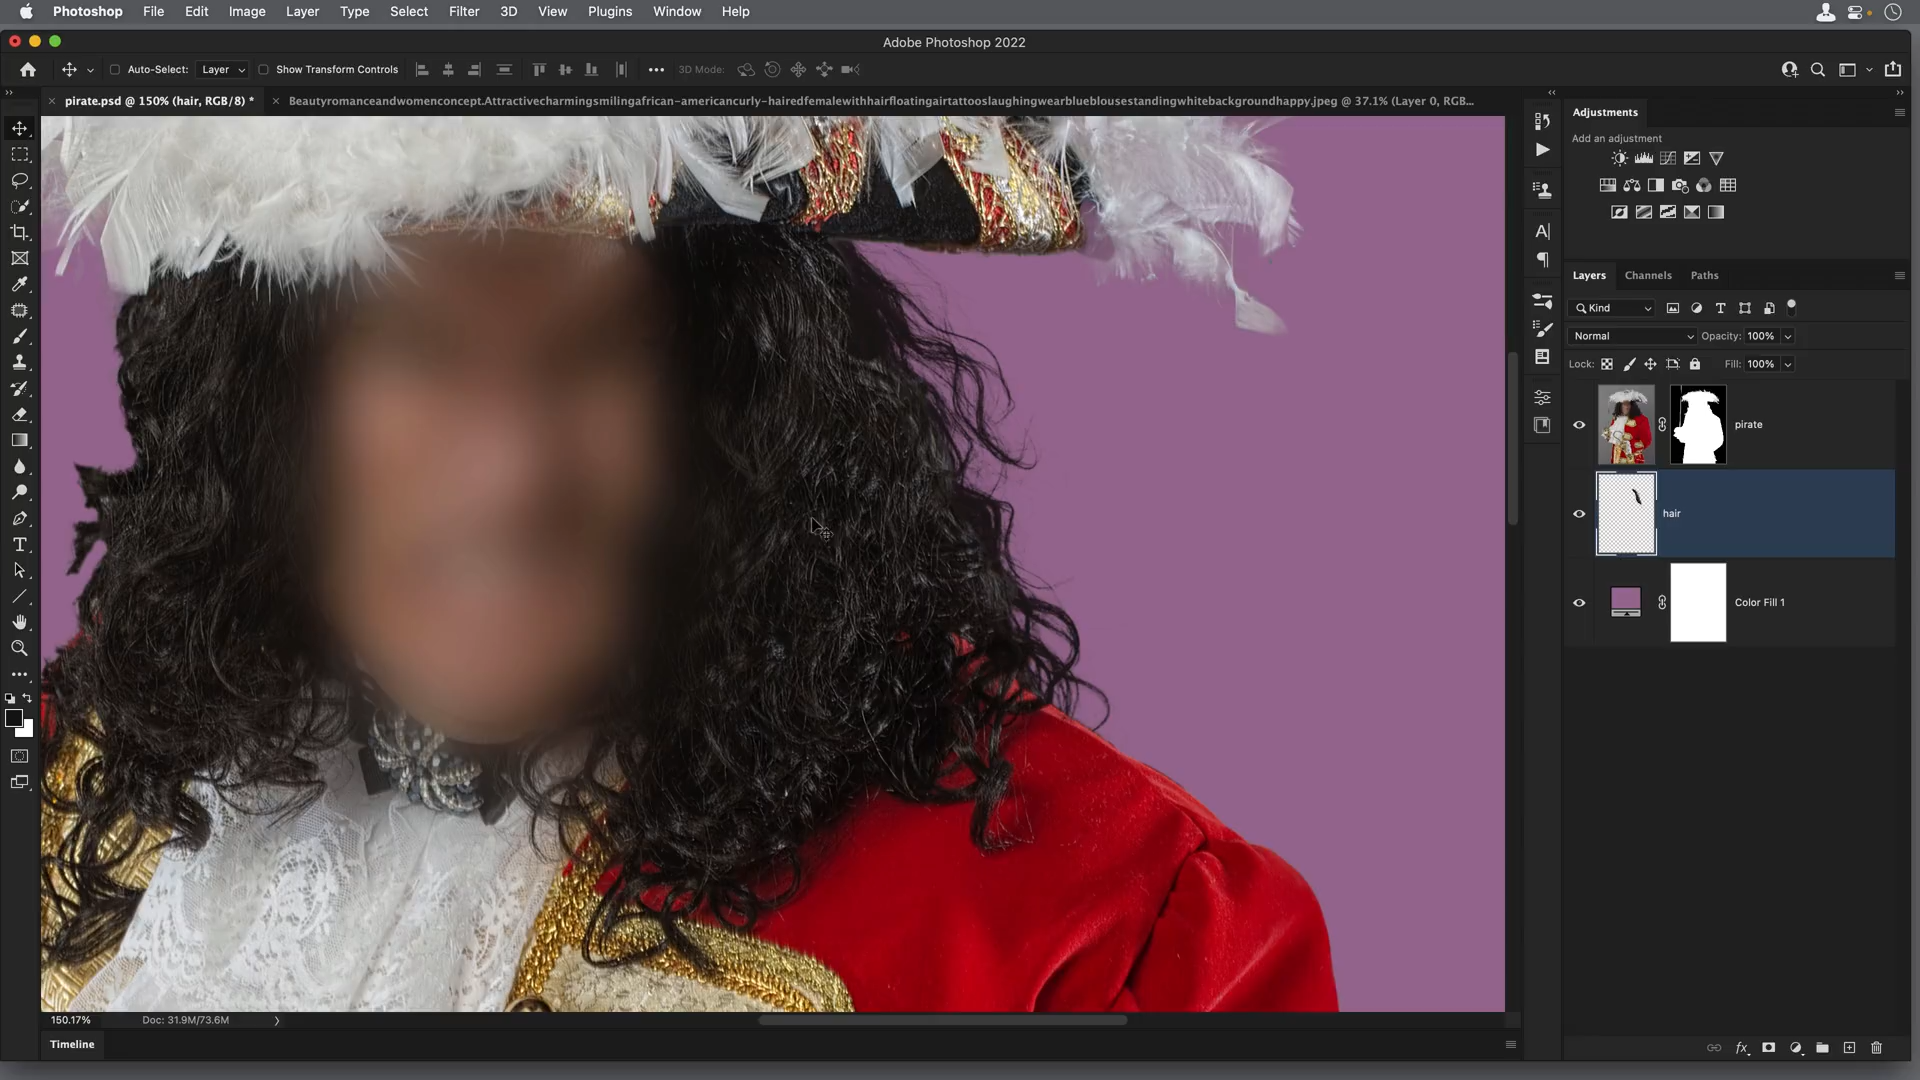 Photoshop File Edit Image Layer Type Select Filter 3D View Plugins Window Help
Adobe Photoshop 2022
Auto-Select: Layer Show Transform Controls 3D Mode:
pirate.psd @ 150% (hair, RGB/8) * Beautyromanceandwomenconcept.Attractivecharmingsmilingafrican-americancurly-hairedfemalewithhairfloatingairtattooslaughingwearblueblousestandingwhitebackgroundhappy.jpeg @ 37.1% (Layer 0, RGB...
Adjustments
Add an adjustment
Layers Channels Paths
Kind
Normal Opacity: 100%
Lock: Fill: 100%
pirate
hair
Color Fill 1
150.17% Doc: 31.9M/73.6M
Timeline